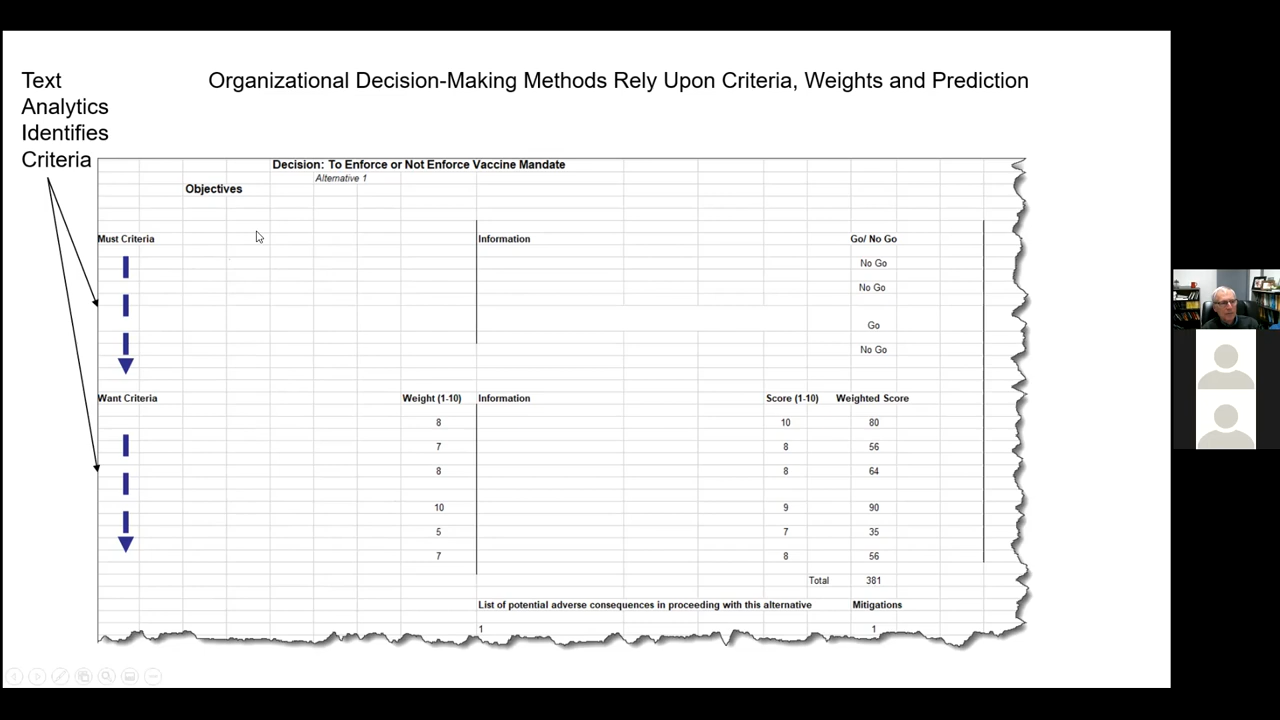 Text
Analytics
Identifies
Criteria
Organizational Decision-Making Methods Rely Upon Criteria, Weights and Prediction
Decision: To Enforce or Not Enforce Vaccine Mandate
Alternative 1
Objectives
Must Criteria Information Go/ No Go
No Go
No Go
Go
No Go
Want Criteria Weight (1-10) Information Score (1-10) Weighted Score
8 10 80
7 8 56
8 8 64
10 9 90
5 7 35
7 8 56
Total 381
List of potential adverse consequences in proceeding with this alternative Mitigations
1 1